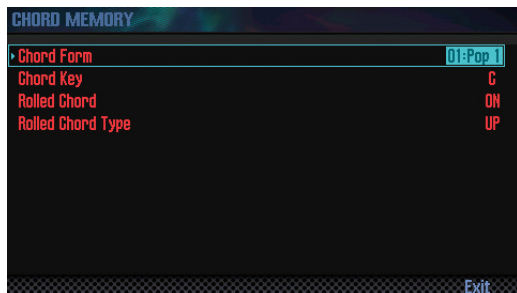 CHORD MEMORY
Chord Form 01:Pop 1
Chord Key C
Rolled Chord ON
Rolled Chord Type UP
Exit